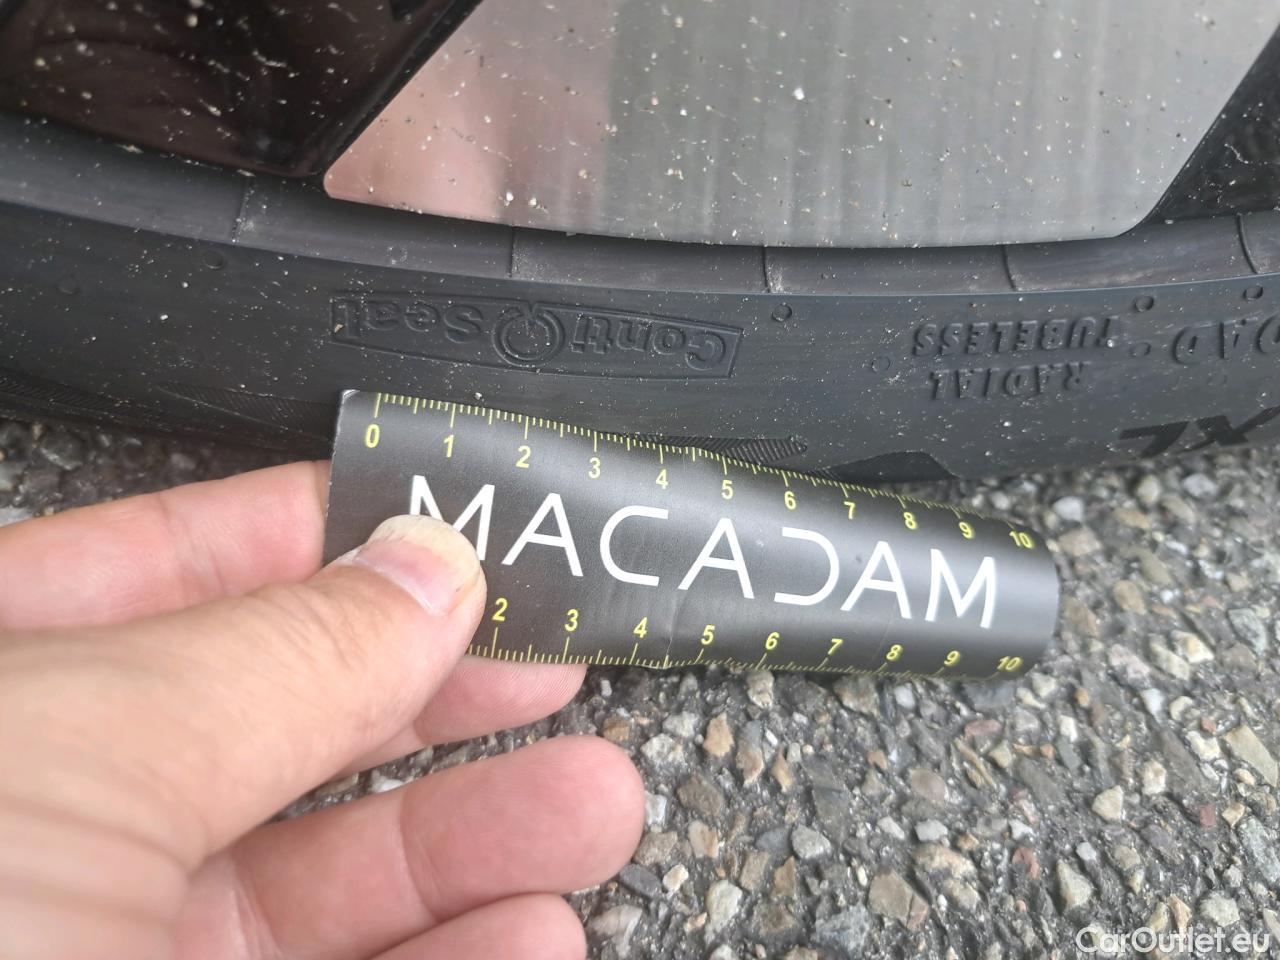 ContiSeal
RADIAL
TUBELESS
XL
0 1 2 3 4 5 6 7 8 9 10
MACADAM
2 3 4 5 6 7 8 9 10
CarOutlet.eu